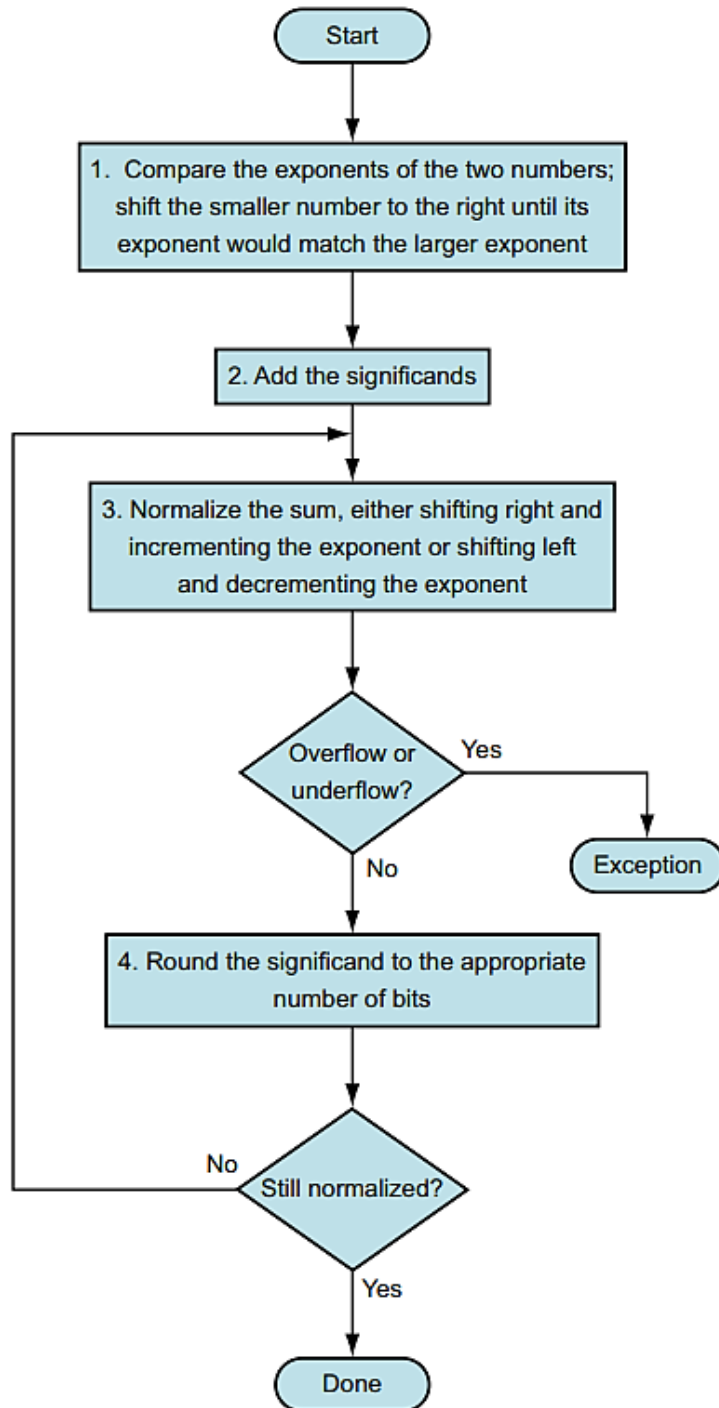 Start
1. Compare the exponents of the two numbers;
shift the smaller number to the right until its
exponent would match the larger exponent
2. Add the significands
3. Normalize the sum, either shifting right and
incrementing the exponent or shifting left
and decrementing the exponent
Overflow or
underflow?
Yes
No
Exception
4. Round the significand to the appropriate
number of bits
No
Still normalized?
Yes
Done